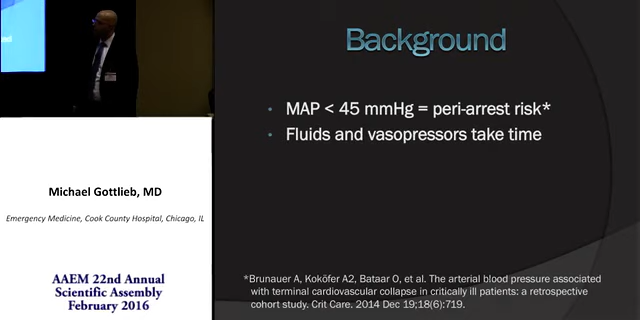 Background
• MAP < 45 mmHg = peri-arrest risk*
• Fluids and vasopressors take time
Michael Gottlieb, MD
Emergency Medicine, Cook County Hospital, Chicago, IL
AAEM 22nd Annual
Scientific Assembly
February 2016
*Brunauer A, Koköfer A2, Bataar O, et al. The arterial blood pressure associated
with terminal cardiovascular collapse in critically ill patients: a retrospective
cohort study. Crit Care. 2014 Dec 19;18(6):719.